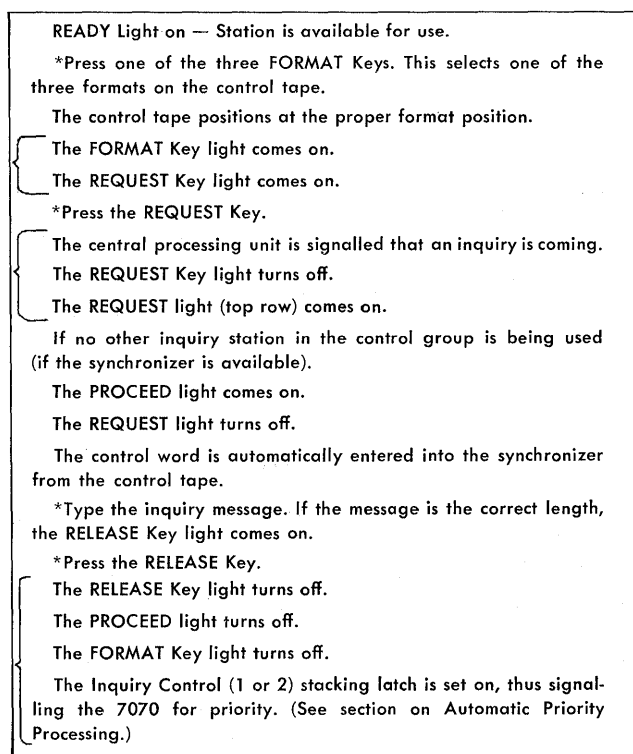 READY Light on — Station is available for use.
*Press one of the three FORMAT Keys. This selects one of the
three formats on the control tape.
The control tape positions at the proper format position.
The FORMAT Key light comes on.
The REQUEST Key light comes on.
*Press the REQUEST Key.
The central processing unit is signalled that an inquiry is coming.
The REQUEST Key light turns off.
The REQUEST light (top row) comes on.
If no other inquiry station in the control group is being used
(if the synchronizer is available).
The PROCEED light comes on.
The REQUEST light turns off.
The control word is automatically entered into the synchronizer
from the control tape.
*Type the inquiry message. If the message is the correct length,
the RELEASE Key light comes on.
*Press the RELEASE Key.
The RELEASE Key light turns off.
The PROCEED light turns off.
The FORMAT Key light turns off.
The Inquiry Control (1 or 2) stacking latch is set on, thus signal-
ling the 7070 for priority. (See section on Automatic Priority
Processing.)